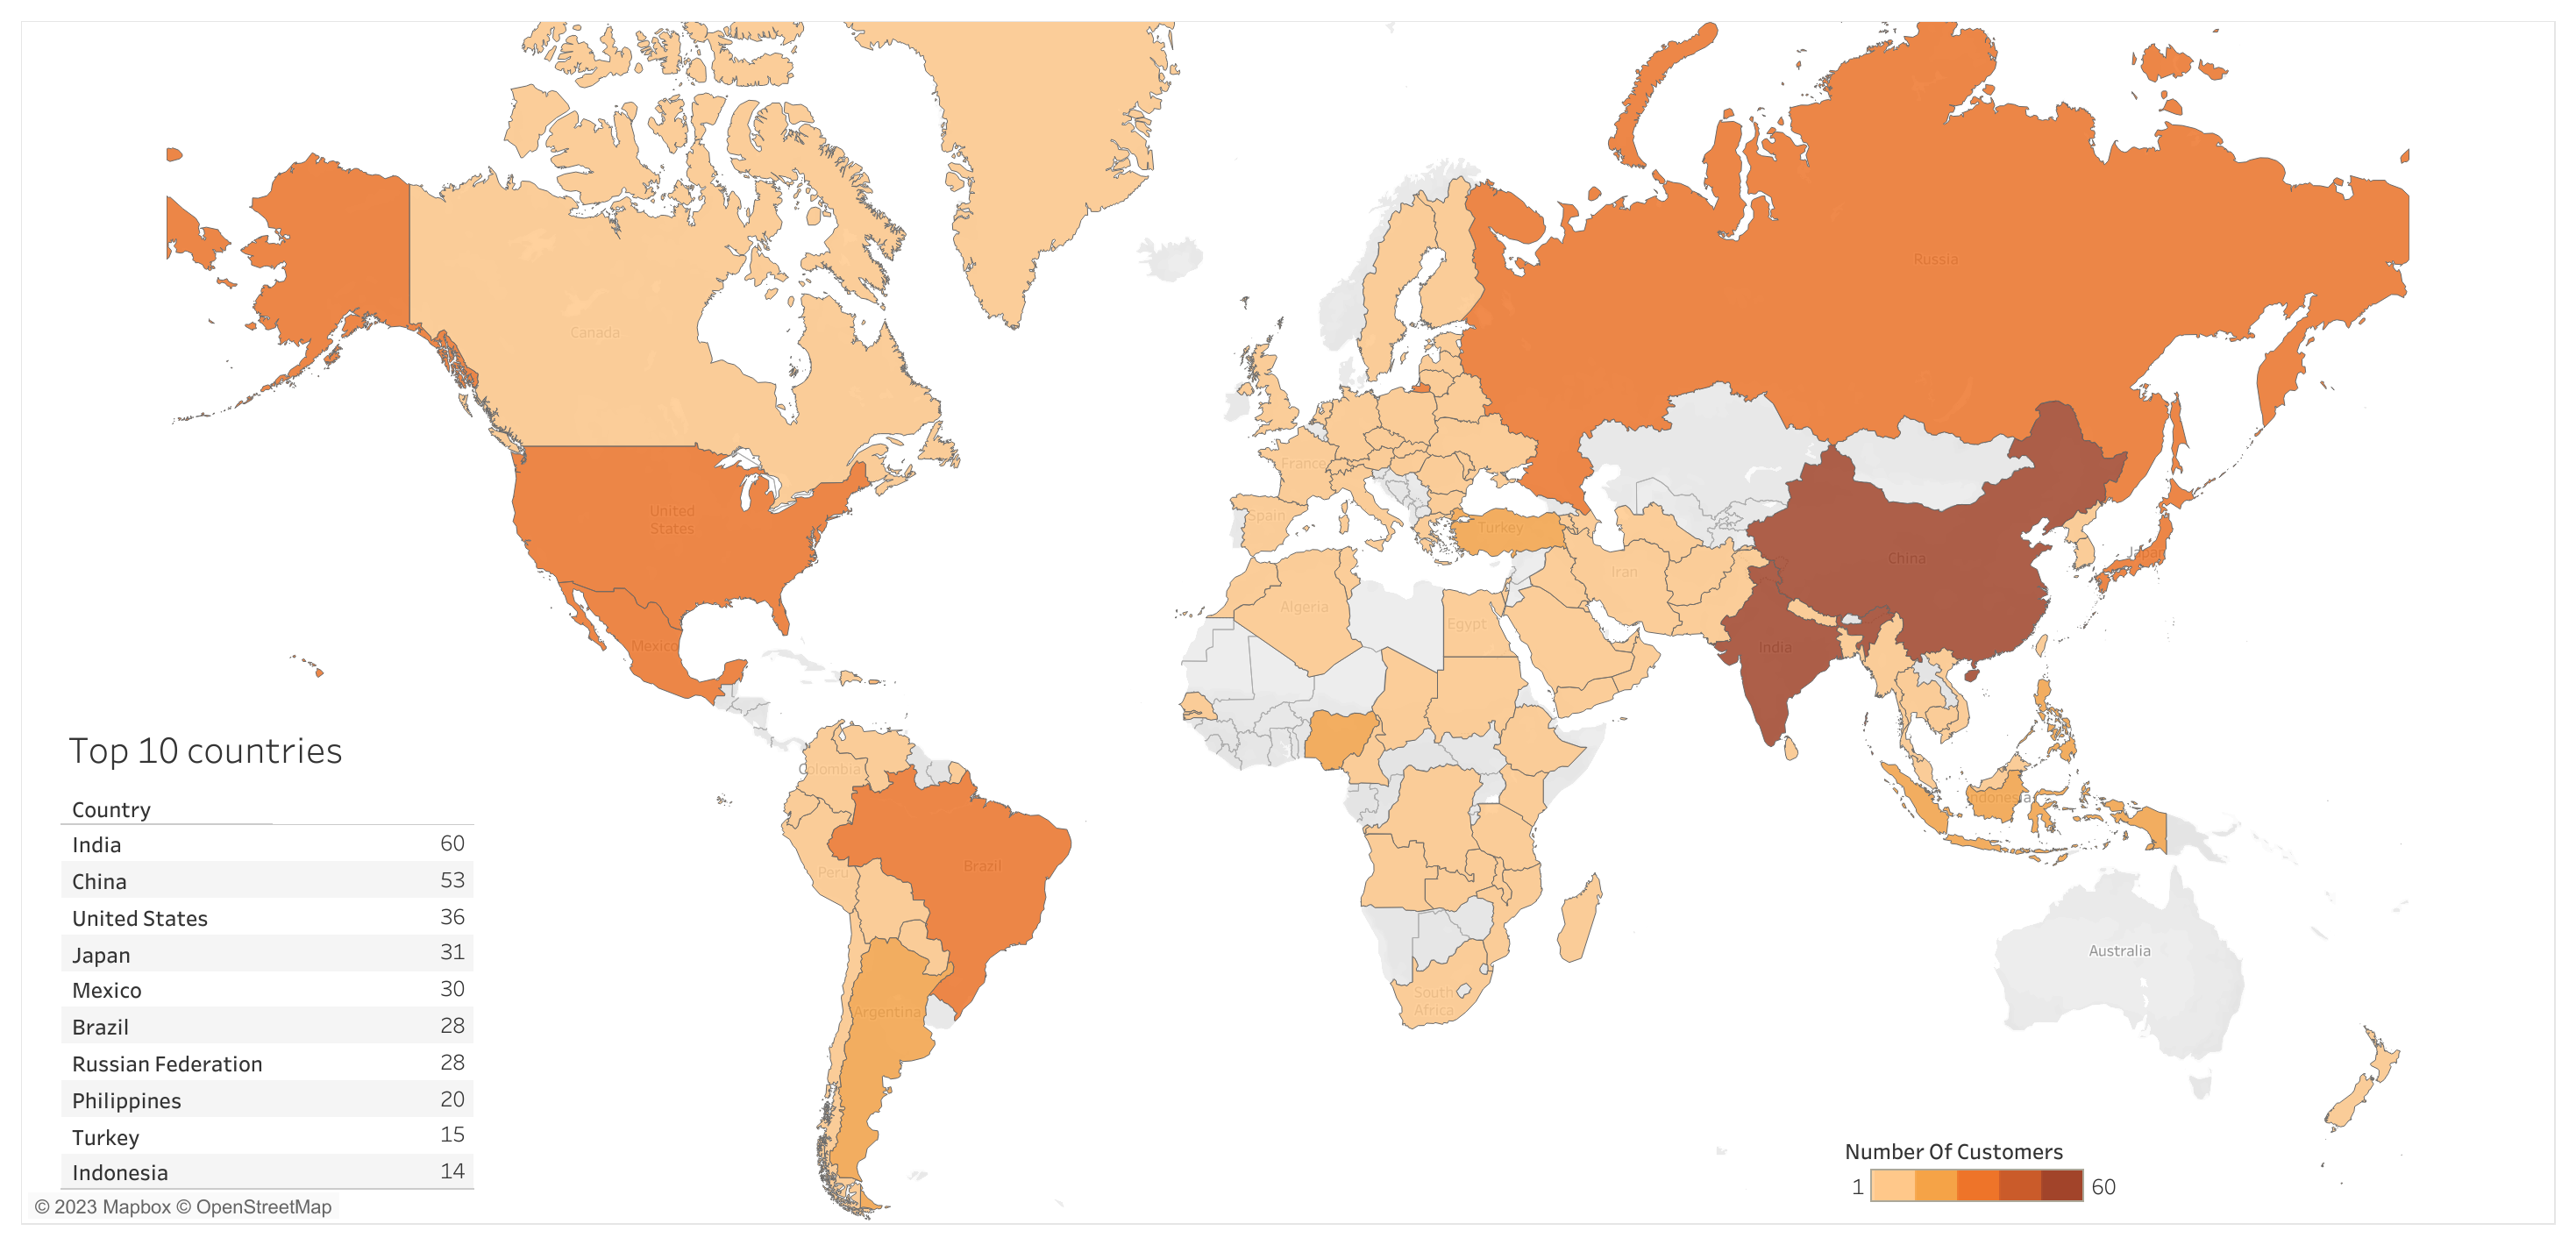 Russia
Canada
France
United
States
Spain
Turkey
China
Japan
Iran
Algeria
Egypt
India
Mexico
Colombia
Indonesia
Brazil
Peru
Australia
South
Africa
Argentina
Top 10 countries
Country
India 60
China 53
United States 36
Japan 31
Mexico 30
Brazil 28
Russian Federation 28
Philippines 20
Turkey 15
Indonesia 14
© 2023 Mapbox © OpenStreetMap
Number Of Customers
1 60